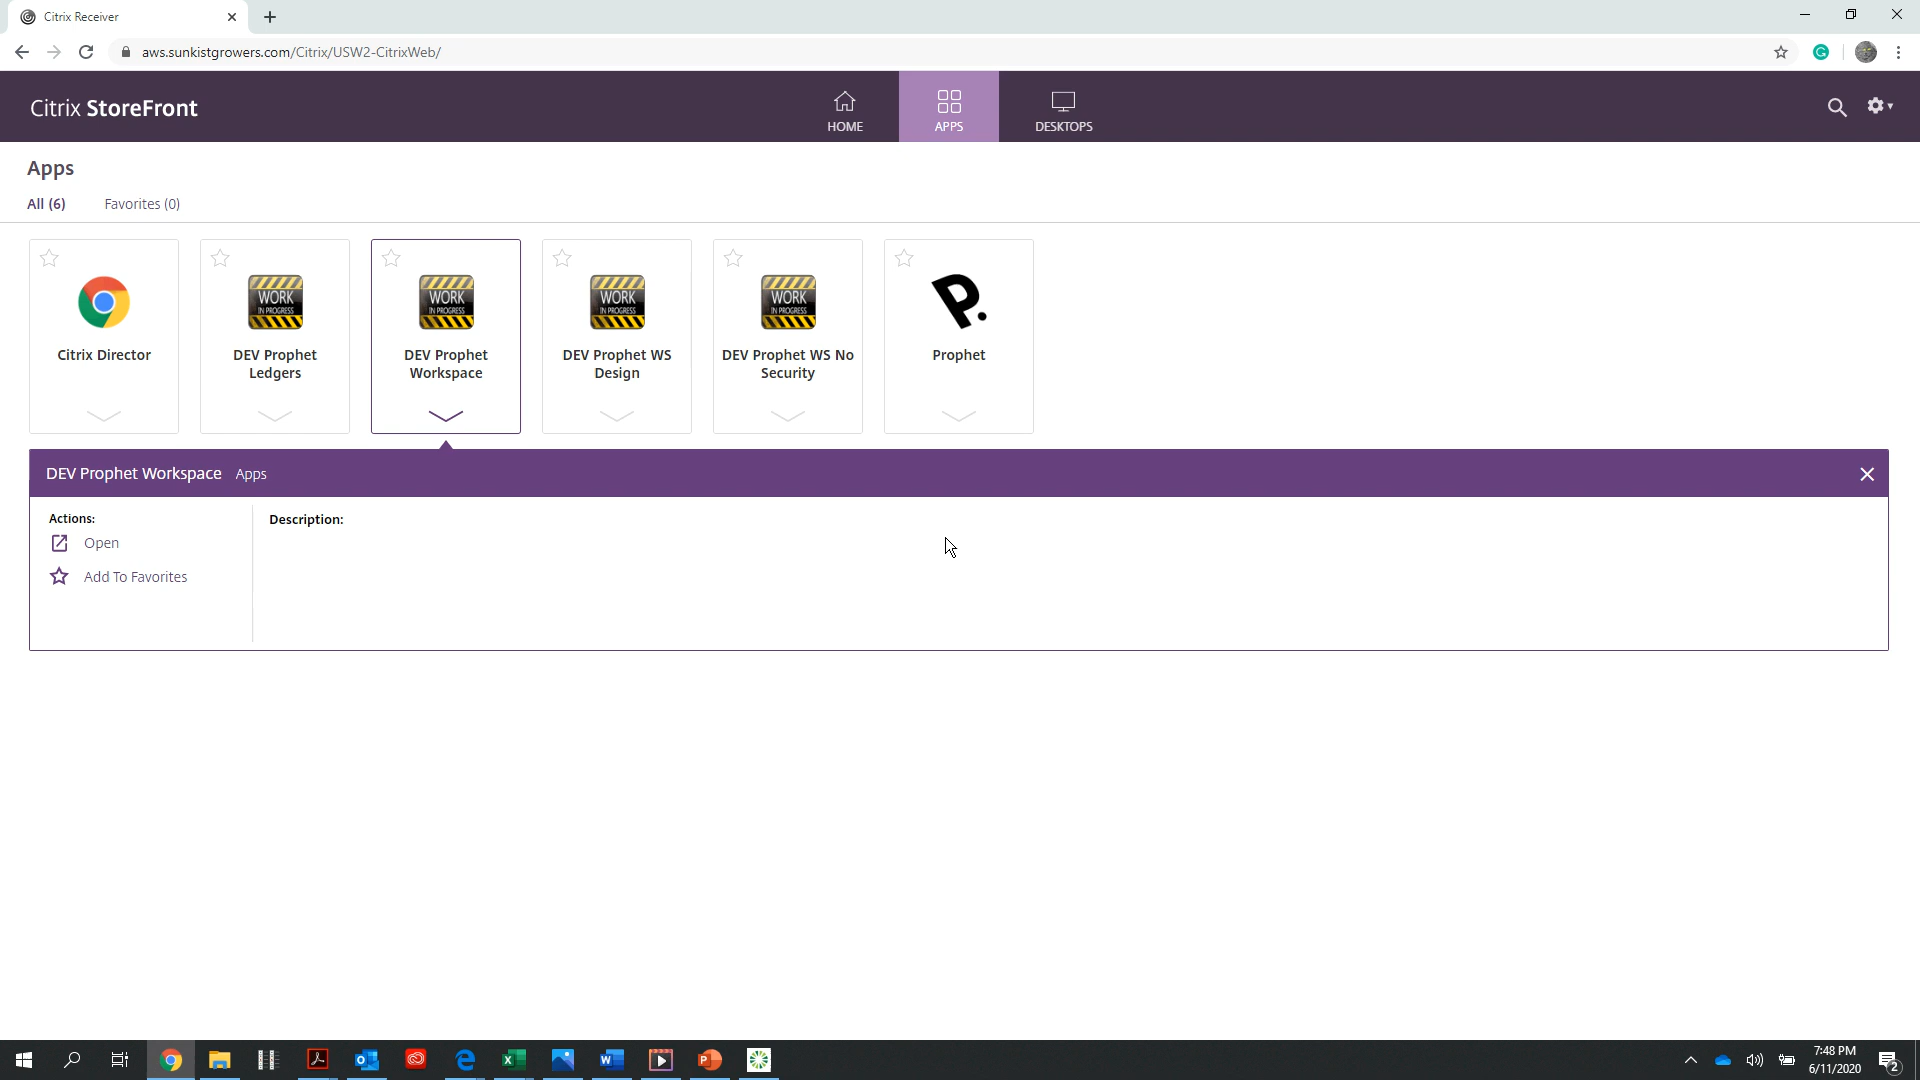 Citrix Receiver
aws.sunkistgrowers.com/Citrix/USW2-CitrixWeb/
Citrix StoreFront
HOME
APPS
DESKTOPS
Apps
All (6)
Favorites (0)
WORK
IN PROGRESS
WORK
IN PROGRESS
WORK
IN PROGRESS
WORK
IN PROGRESS
P.
Citrix Director
DEV Prophet
Ledgers
DEV Prophet
Workspace
DEV Prophet WS
Design
DEV Prophet WS No
Security
Prophet
DEV Prophet Workspace Apps
Actions:
Open
Add To Favorites
Description:
7:48 PM
6/11/2020
2